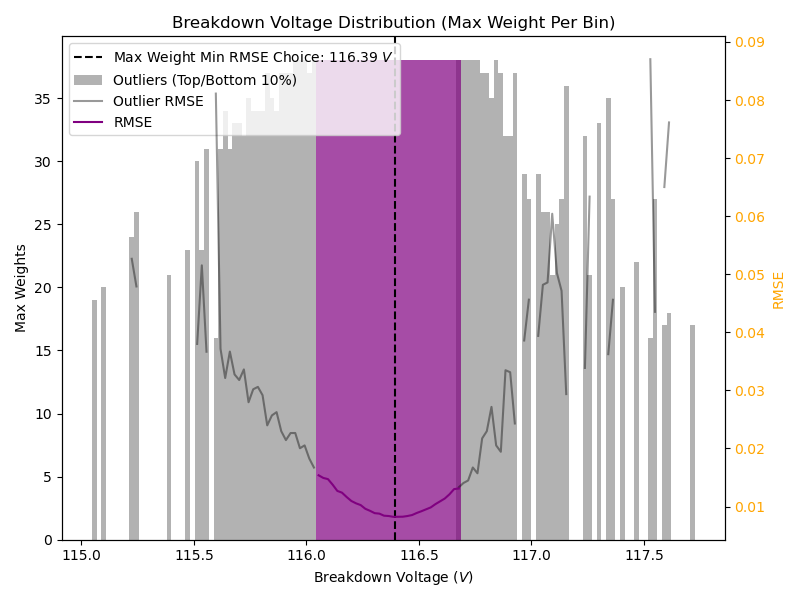 Breakdown Voltage Distribution (Max Weight Per Bin)
Max Weight Min RMSE Choice: 116.39 V
Outliers (Top/Bottom 10%)
Outlier RMSE
RMSE
Max Weights
0
5
10
15
20
25
30
35
115.0
115.5
116.0
116.5
117.0
117.5
Breakdown Voltage (V)
0.01
0.02
0.03
0.04
0.05
0.06
0.07
0.08
0.09
RMSE